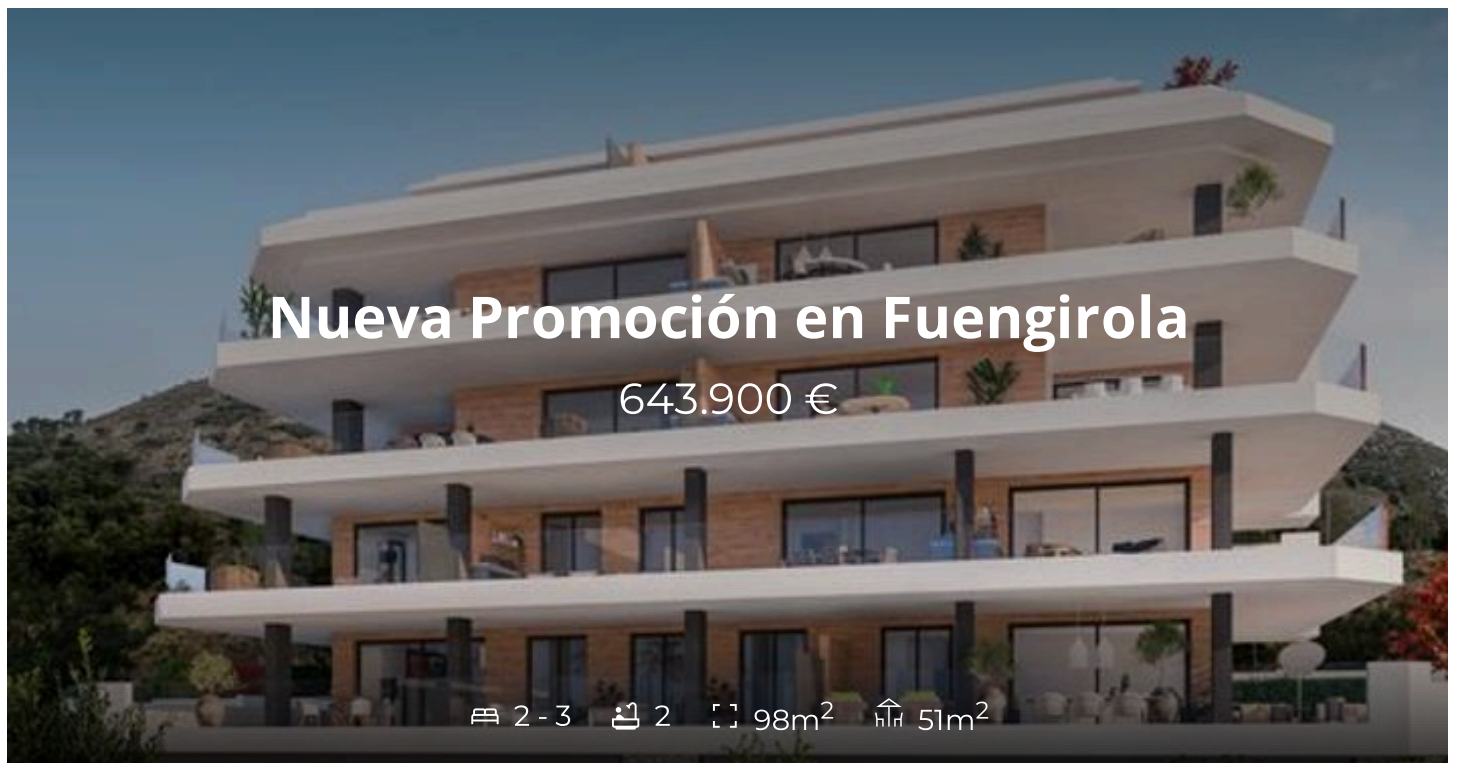 Nueva Promoción en Fuengirola
643.900 €
2 - 3 2 98m² 51m²